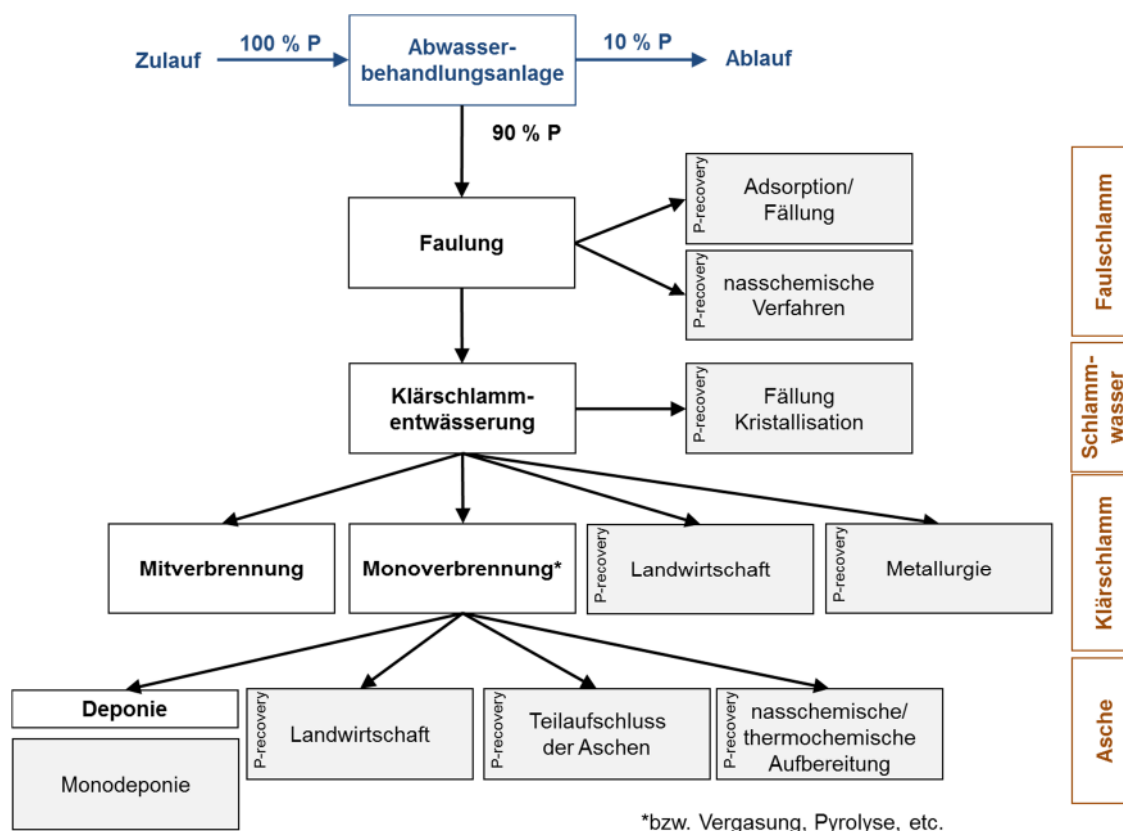 Zulauf
100 % P
Abwasser-
behandlungsanlage
10 % P
Ablauf
90 % P
Faulung
P-recovery
Adsorption/
Fällung
P-recovery
nasschemische
Verfahren
Faulschlamm
Klärschlamm-
entwässerung
P-recovery
Fällung
Kristallisation
Schlamm-
wasser
Mitverbrennung
Monoverbrennung*
P-recovery
Landwirtschaft
P-recovery
Metallurgie
Klärschlamm
Deponie
Monodeponie
P-recovery
Landwirtschaft
P-recovery
Teilaufschluss
der Aschen
P-recovery
nasschemische/
thermochemische
Aufbereitung
Asche
*bzw. Vergasung, Pyrolyse, etc.